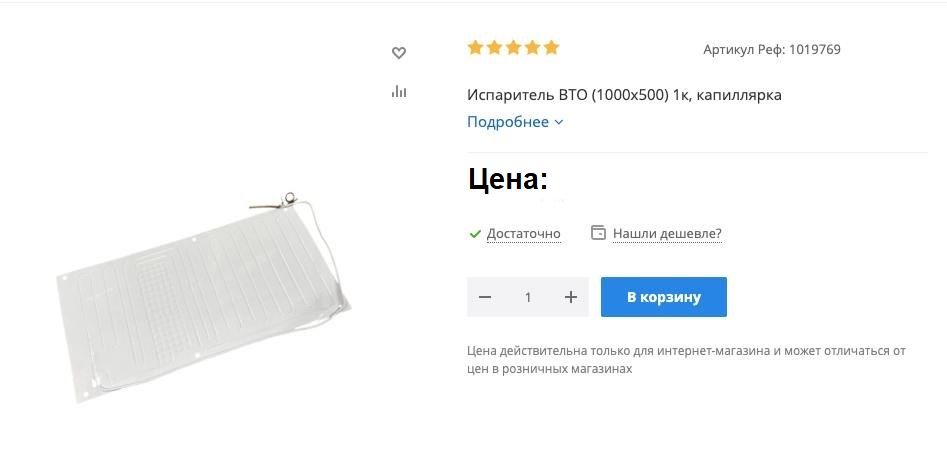 Артикул Реф: 1019769
Испаритель ВТО (1000х500) 1к, капиллярка
Подробнее
Цена:
Достаточно
Нашли дешевле?
1
В корзину
Цена действительна только для интернет-магазина и может отличаться от
цен в розничных магазинах